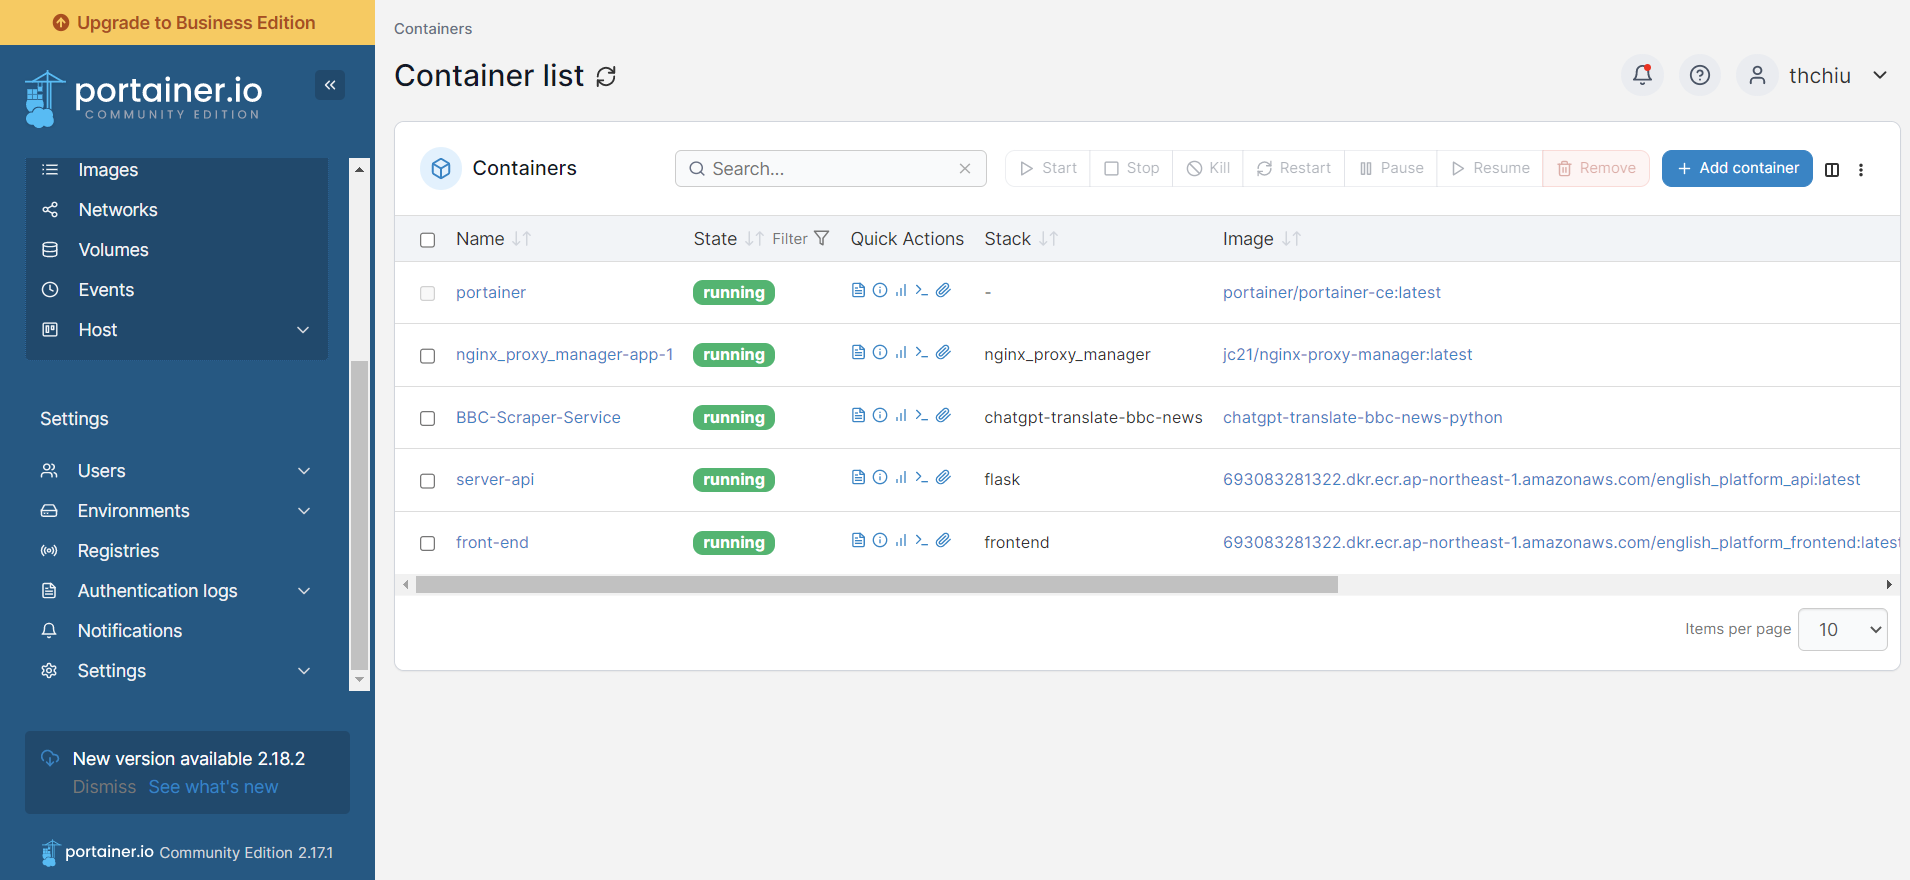 Upgrade to Business Edition
portainer.io
COMMUNITY EDITION
Images
Networks
Volumes
Events
Host
Settings
Users
Environments
Registries
Authentication logs
Notifications
Settings
New version available 2.18.2
Dismiss See what's new
portainer.io Community Edition 2.17.1
Containers
Container list
thchiu
Containers
Search...
Start Stop Kill Restart Pause Resume Remove
Add container
Name State Filter Quick Actions Stack Image
portainer running - portainer/portainer-ce:latest
nginx_proxy_manager-app-1 running nginx_proxy_manager jc21/nginx-proxy-manager:latest
BBC-Scraper-Service running chatgpt-translate-bbc-news chatgpt-translate-bbc-news-python
server-api running flask 693083281322.dkr.ecr.ap-northeast-1.amazonaws.com/english_platform_api:latest
front-end running frontend 693083281322.dkr.ecr.ap-northeast-1.amazonaws.com/english_platform_frontend:latest
Items per page 10